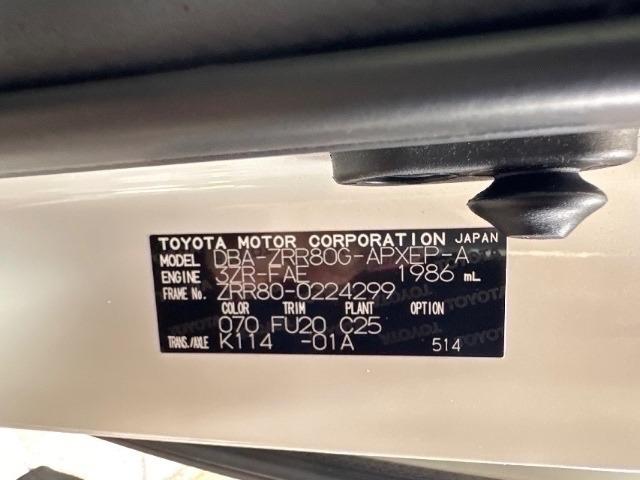 TOYOTA MOTOR CORPORATION JAPAN
MODEL DBA-ZRR80G-APXEP-A
ENGINE 3ZR-FAE 1986 mL
FRAME No. ZRR80-0224299
COLOR TRIM PLANT OPTION
070 FU20 C25
TRANS./AXLE K114 -01A 514